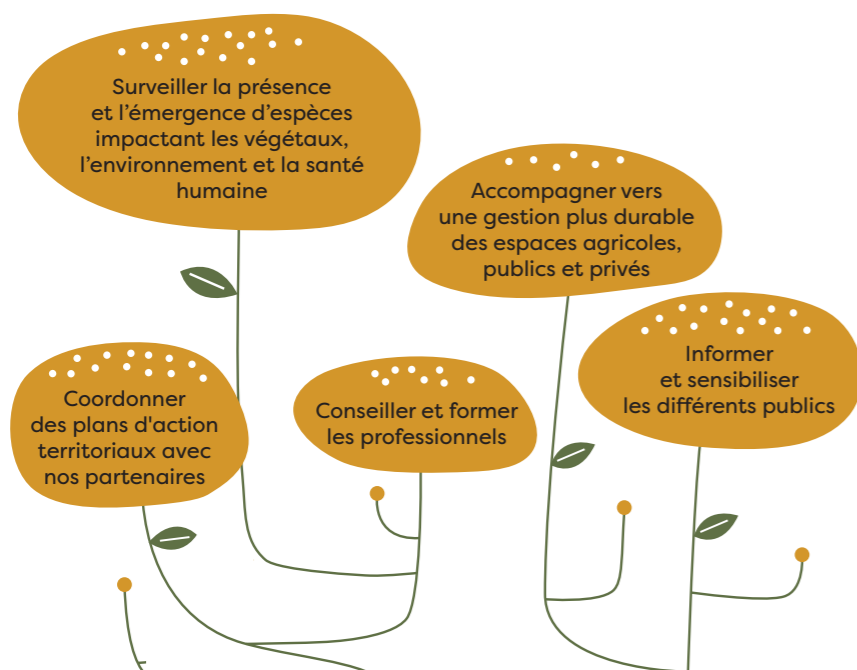 Surveiller la présence
et l’émergence d’espèces
impactant les végétaux,
l’environnement et la santé
humaine
Accompagner vers
une gestion plus durable
des espaces agricoles,
publics et privés
Coordonner
des plans d'action
territoriaux avec
nos partenaires
Conseiller et former
les professionnels
Informer
et sensibiliser
les différents publics